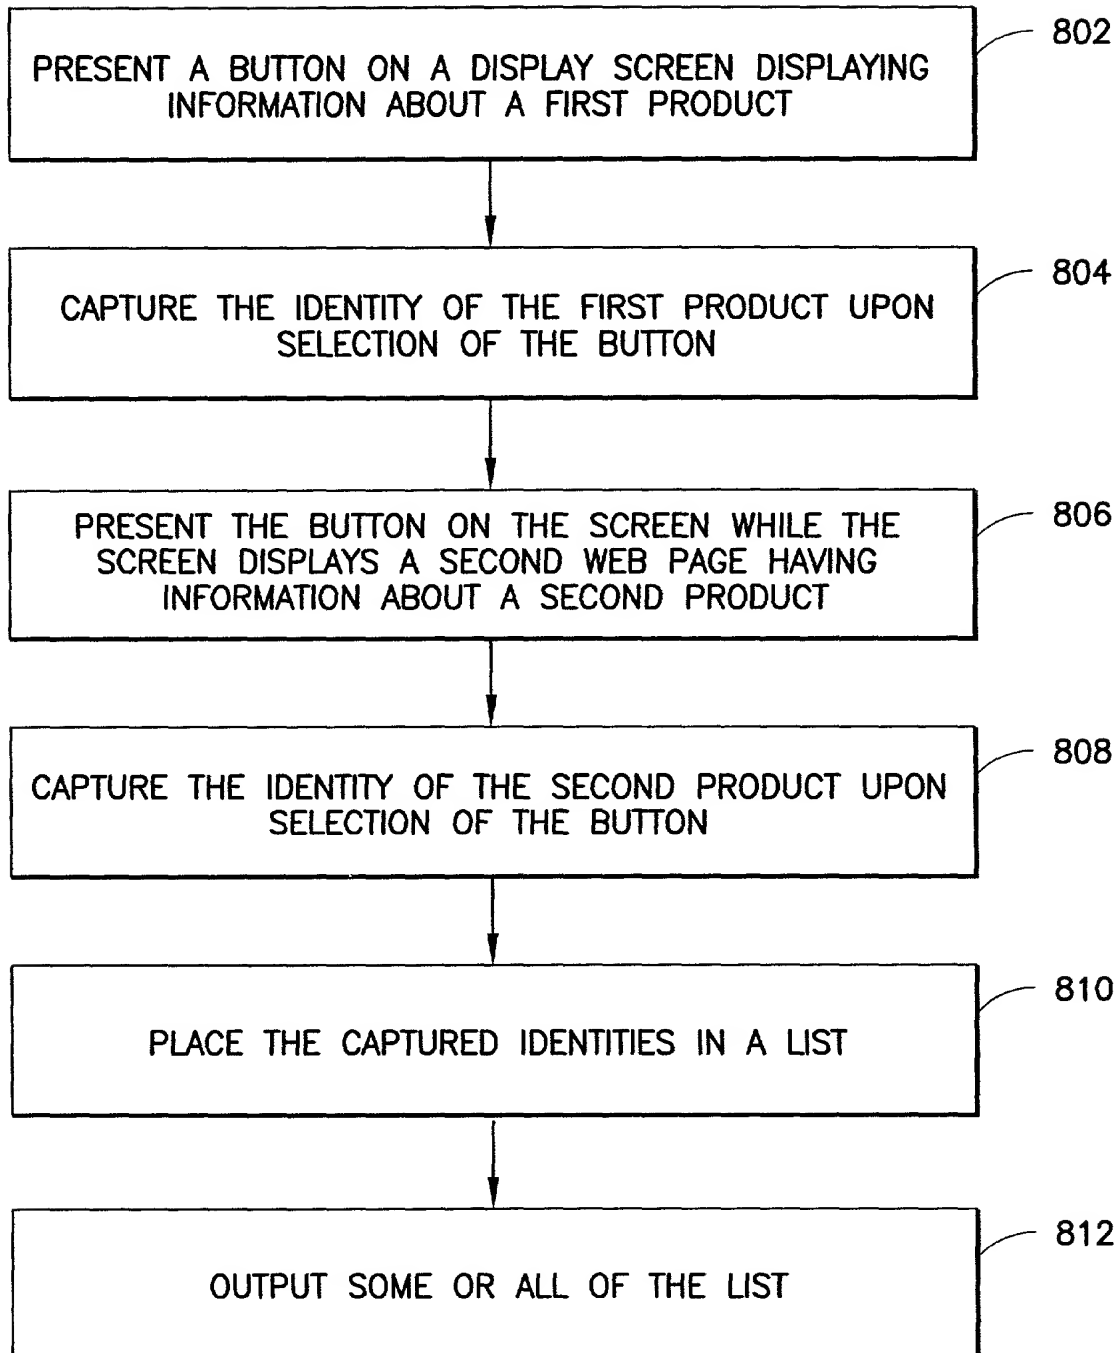 802
PRESENT A BUTTON ON A DISPLAY SCREEN DISPLAYING
INFORMATION ABOUT A FIRST PRODUCT
804
CAPTURE THE IDENTITY OF THE FIRST PRODUCT UPON
SELECTION OF THE BUTTON
806
PRESENT THE BUTTON ON THE SCREEN WHILE THE
SCREEN DISPLAYS A SECOND WEB PAGE HAVING
INFORMATION ABOUT A SECOND PRODUCT
808
CAPTURE THE IDENTITY OF THE SECOND PRODUCT UPON
SELECTION OF THE BUTTON
810
PLACE THE CAPTURED IDENTITIES IN A LIST
812
OUTPUT SOME OR ALL OF THE LIST